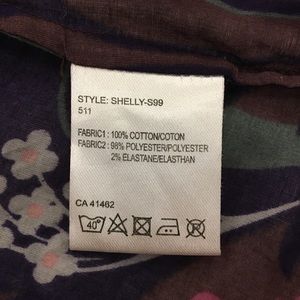 STYLE: SHELLY-S99
511
FABRIC1 : 100% COTTON/COTON
FABRIC2 : 98% POLYESTER/POLYESTER
2% ELASTANE/ELASTHAN
CA 41462
40°